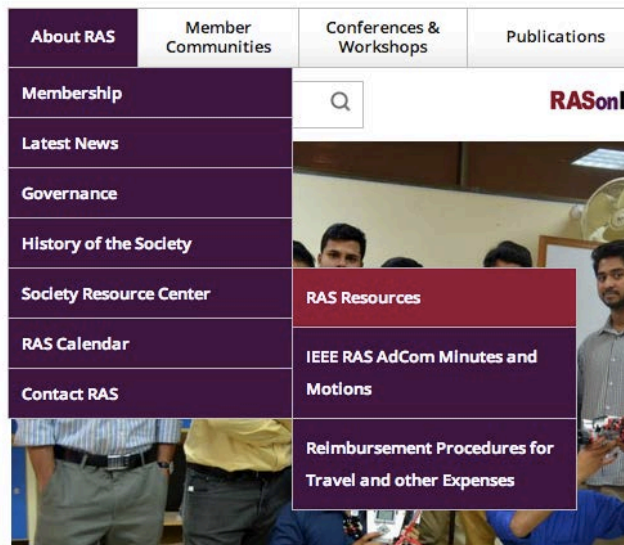 About RAS
Member
Communities
Conferences &
Workshops
Publications
Membership
RASon
Latest News
Governance
History of the Society
Society Resource Center
RAS Resources
RAS Calendar
IEEE RAS AdCom Minutes and
Motions
Contact RAS
Reimbursement Procedures for
Travel and other Expenses